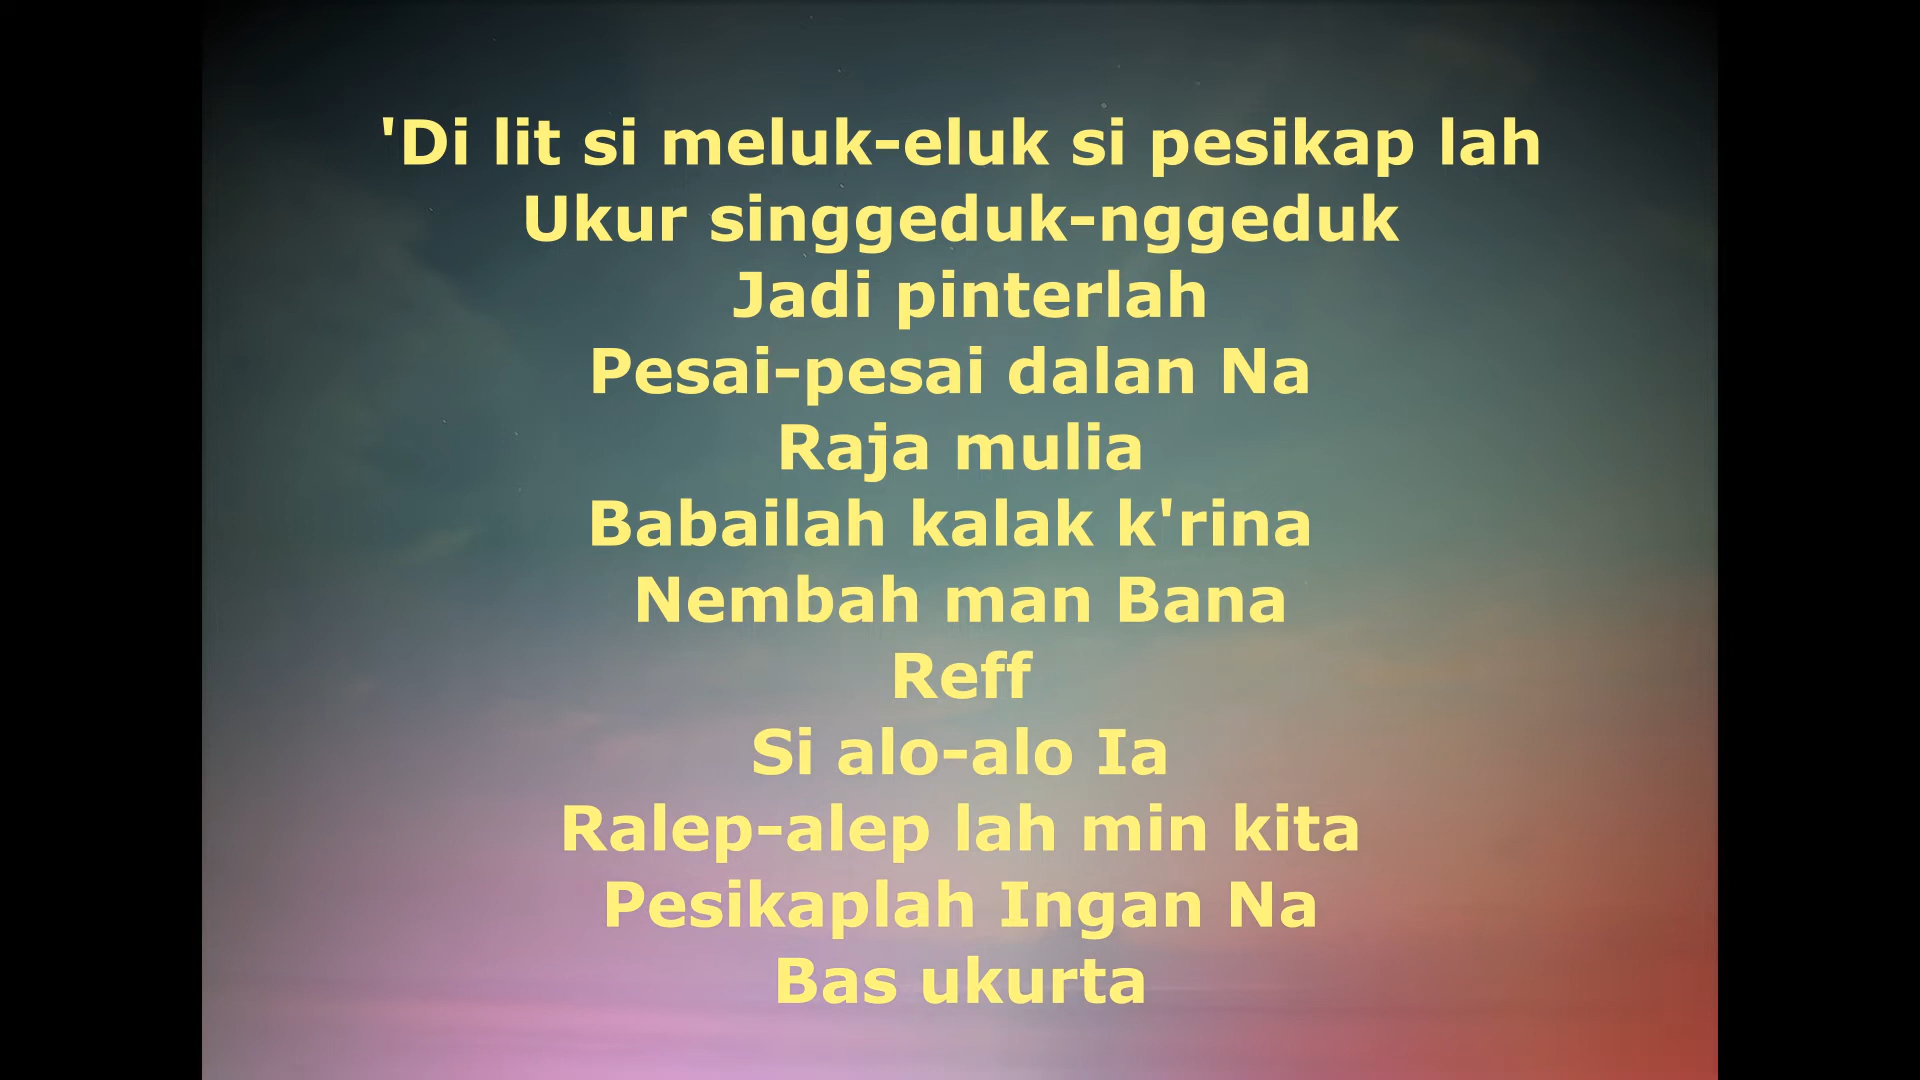 'Di lit si meluk-eluk si pesikap lah
Ukur singgeduk-nggeduk
Jadi pinterlah
Pesai-pesai dalan Na
Raja mulia
Babailah kalak k'rina
Nembah man Bana
Reff
Si alo-alo Ia
Ralep-alep lah min kita
Pesikaplah Ingan Na
Bas ukurta